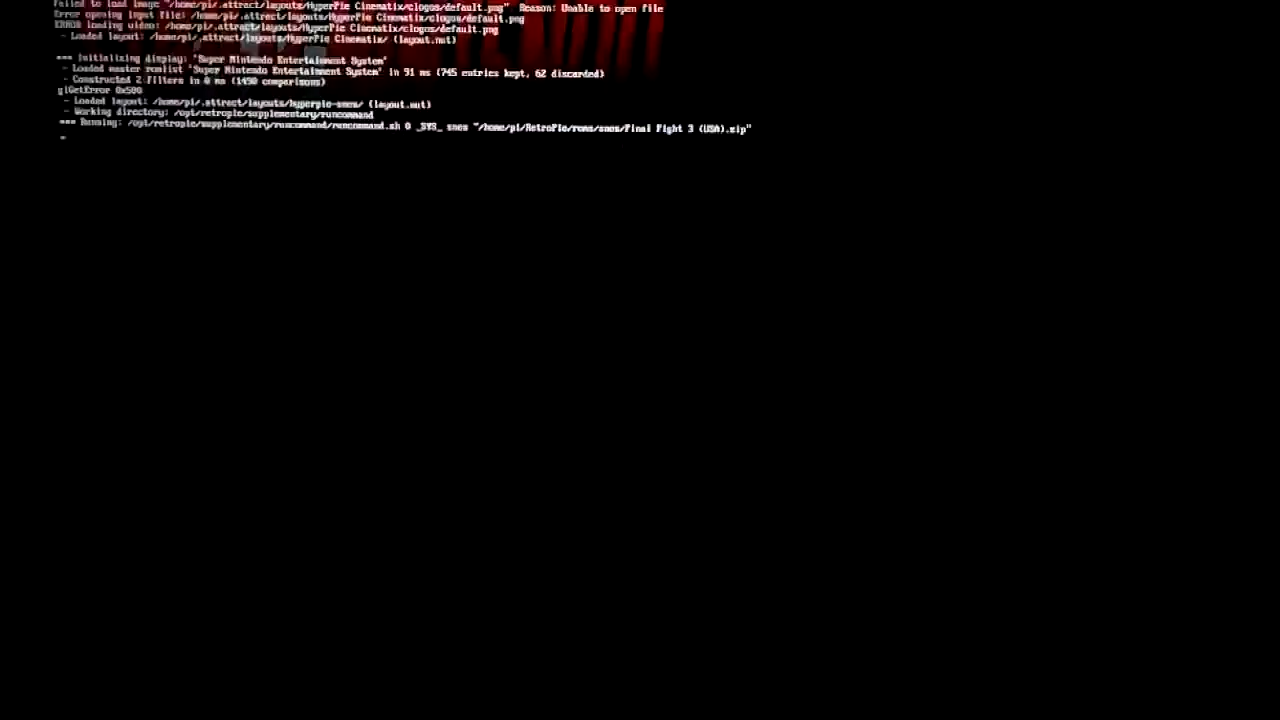 Failed to load image "/home/pi/.attract/layouts/HyperPie Cinematix/clogos/default.png" Reason: Unable to open file
Error opening input file: /home/pi/.attract/layouts/HyperPie Cinematix/clogos/default.png
ERROR loading video: /home/pi/.attract/layouts/HyperPie Cinematix/clogos/default.png
- Loaded layout: /home/pi/.attract/layouts/HyperPie Cinematix/ (layout.nut)
*** Initializing display: 'Super Nintendo Entertainment System'
- Loaded master romlist 'Super Nintendo Entertainment System' in 91 ms (745 entries kept, 62 discarded)
- Constructed 2 filters in 0 ms (1490 comparisons)
glGetError 0x500
- Loaded layout: /home/pi/.attract/layouts/hyperpie-snes/ (layout.nut)
- Working directory: /opt/retropie/supplementary/runcommand
*** Running: /opt/retropie/supplementary/runcommand/runcommand.sh 0 _SYS_ snes "/home/pi/RetroPie/roms/snes/Final Fight 3 (USA).zip"